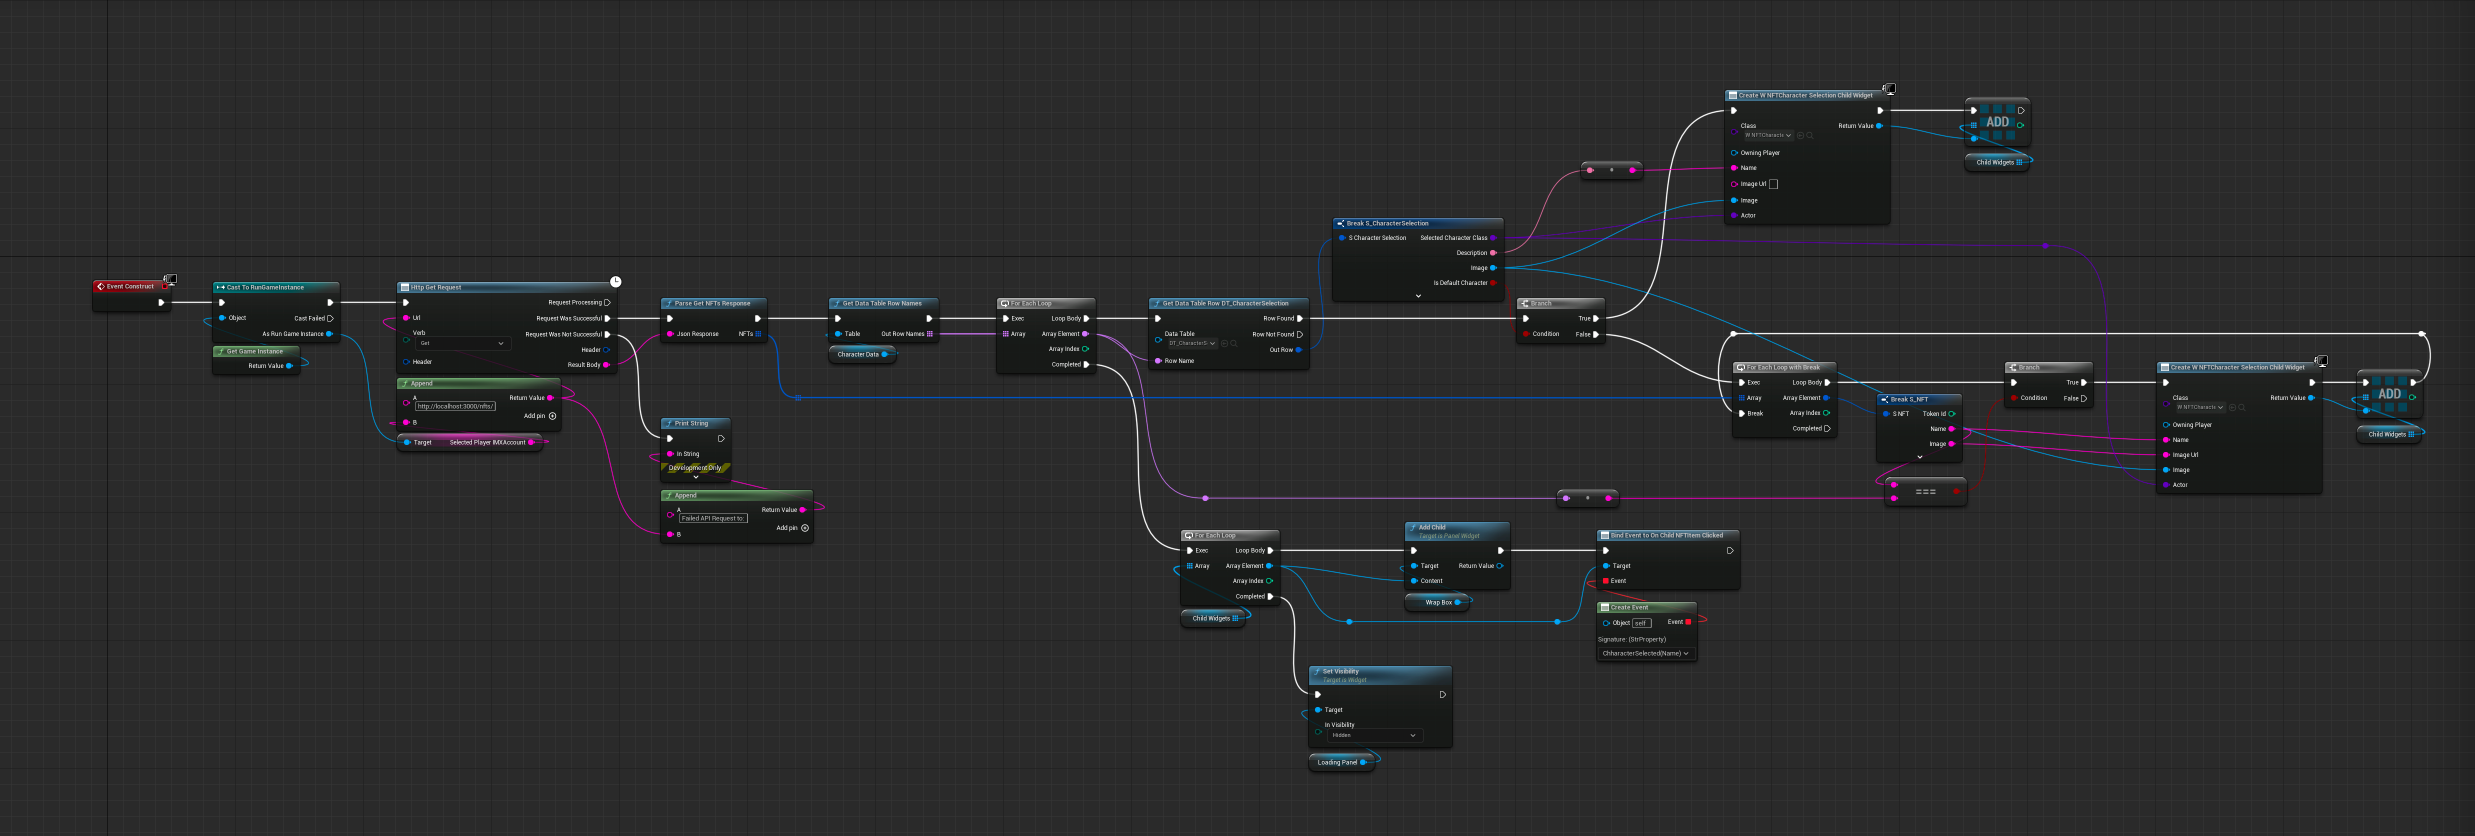 Event Construct
Cast To RunGameInstance
Object
Cast Failed
As Run Game Instance
Get Game Instance
Return Value
Http Get Request
Request Processing
Url
Request Was Successful
Verb
Get
Request Was Not Successful
Header
Header
Result Body
Append
A
http://localhost:3000/nfts/
Return Value
Add pin
B
Target
Selected Player IMXAccount
Parse Get NFTs Response
Json Response
NFTs
Print String
In String
Development Only
Append
A
Failed API Request to:
Return Value
Add pin
B
Get Data Table Row Names
Table
Out Row Names
Character Data
For Each Loop
Exec
Loop Body
Array
Array Element
Array Index
Completed
Get Data Table Row DT_CharacterSelection
Row Found
Data Table
DT_CharacterS
Row Not Found
Out Row
Row Name
Break S_CharacterSelection
S Character Selection
Selected Character Class
Description
Image
Is Default Character
Branch
True
Condition
False
Create W NFTCharacter Selection Child Widget
Class
W NFTCharacte
Return Value
Owning Player
Name
Image Url
Image
Actor
ADD
Child Widgets
For Each Loop with Break
Exec
Loop Body
Array
Array Element
Break
Array Index
Completed
Break S_NFT
S NFT
Token Id
Name
Image
===
Branch
True
Condition
False
Create W NFTCharacter Selection Child Widget
Class
W NFTCharacte
Return Value
Owning Player
Name
Image Url
Image
Actor
ADD
Child Widgets
For Each Loop
Exec
Loop Body
Array
Array Element
Array Index
Completed
Child Widgets
Add Child
Target is Panel Widget
Target
Return Value
Content
Wrap Box
Bind Event to On Child NFTItem Clicked
Target
Event
Create Event
Object
self
Event
Signature: (StrProperty)
ChharacterSelected(Name)
Set Visibility
Target is Widget
Target
In Visibility
Hidden
Loading Panel